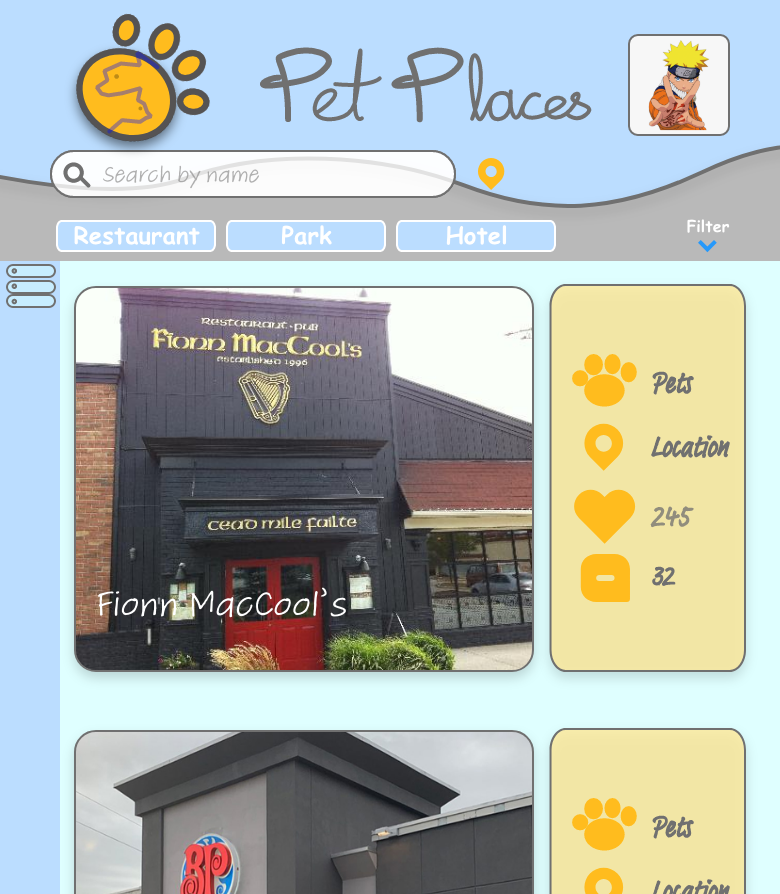 Pet Places
Search by name
Restaurant
Park
Hotel
Filter
Restaurant · pub
Fionn MacCool's
established 1996
Cead mile failte
Fionn MacCool's
Pets
Location
245
32
BP
Pets
Location